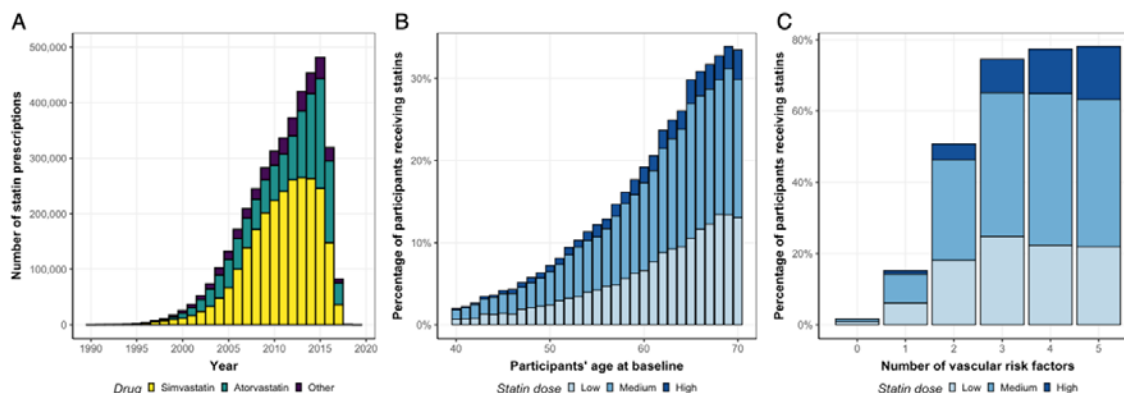 A
Number of statin prescriptions
500,000
400,000
300,000
200,000
100,000
0
1990 1995 2000 2005 2010 2015 2020
Year
Drug Simvastatin Atorvastatin Other
B
Percentage of participants receiving statins
30%
20%
10%
0%
40 50 60 70
Participants' age at baseline
Statin dose Low Medium High
C
Percentage of participants receiving statins
80%
60%
40%
20%
0%
0 1 2 3 4 5
Number of vascular risk factors
Statin dose Low Medium High